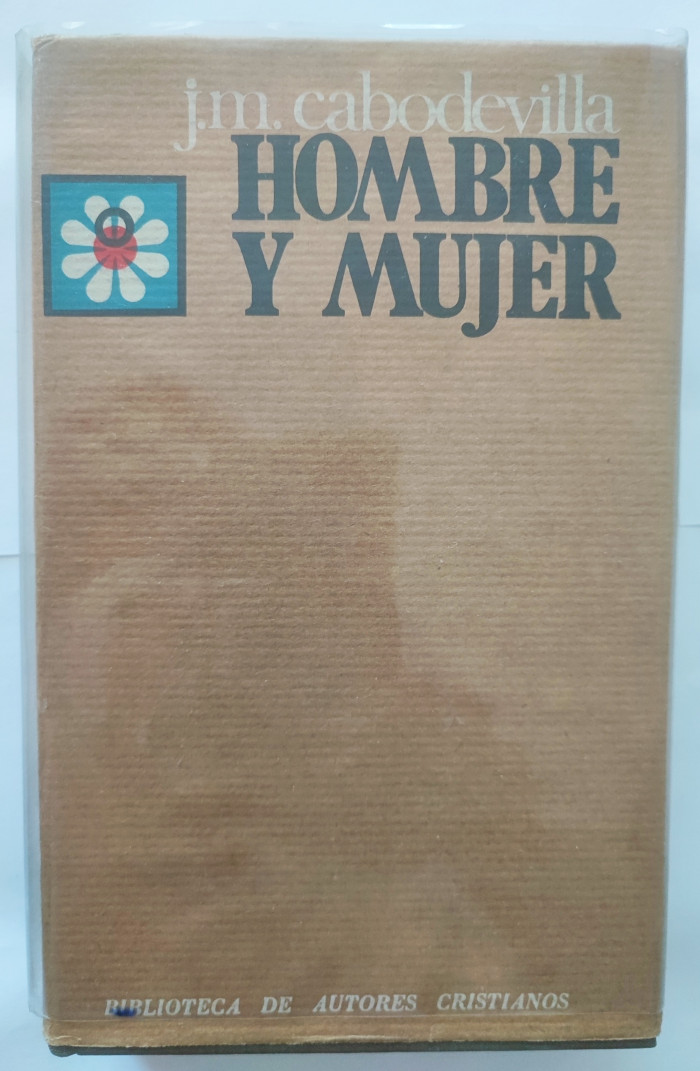 j.m. cabodevilla
HOMBRE
Y MUJER
BIBLIOTECA DE AUTORES CRISTIANOS